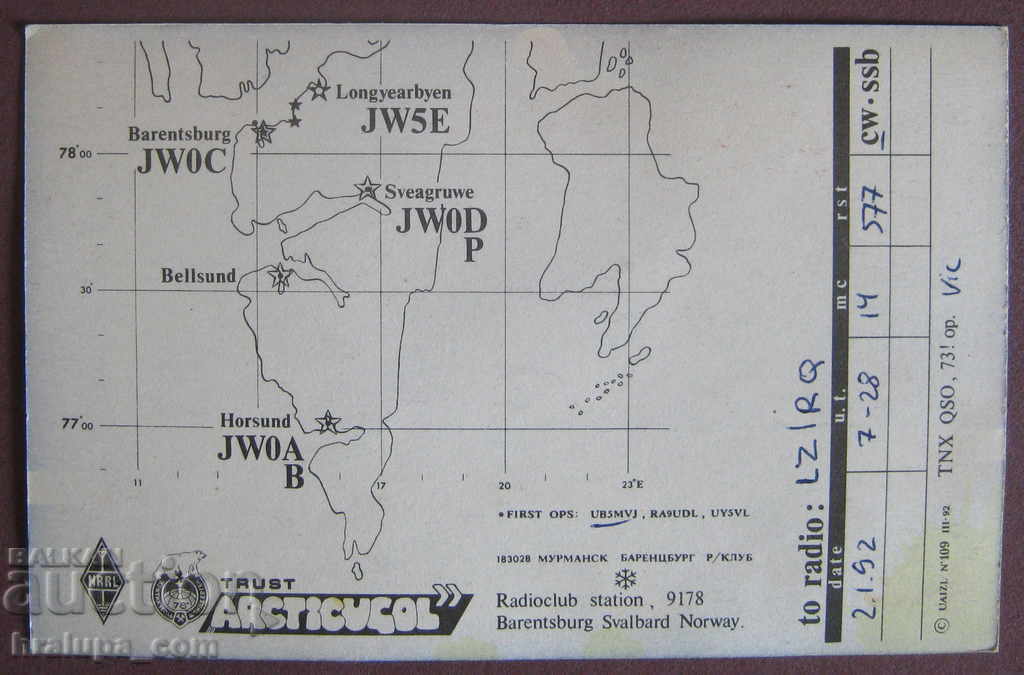 Longyearbyen
JW5E
Barentsburg
JW0C
78°00
Sveagruwe
JW0D
P
Bellsund
30'
Horsund
77°00
JW0A
B
11 17 20 23°E
*FIRST OPS: UB5MVJ, RA9UDL, UY5VL
183028 МУРМАНСК БАРЕНЦБУРГ Р/КЛУБ
Radioclub station, 9178
Barentsburg Svalbard Norway.
NRRL
TRUST
ARCTICUGOL"
to radio: LZ1RQ
date u.t. mc rst
2.1.92 7-28 14 577 cw·ssb
TNX QSO, 73! op. Vic
© UA1ZL N°109 III-92
BALKAN
auction
hralupa_com